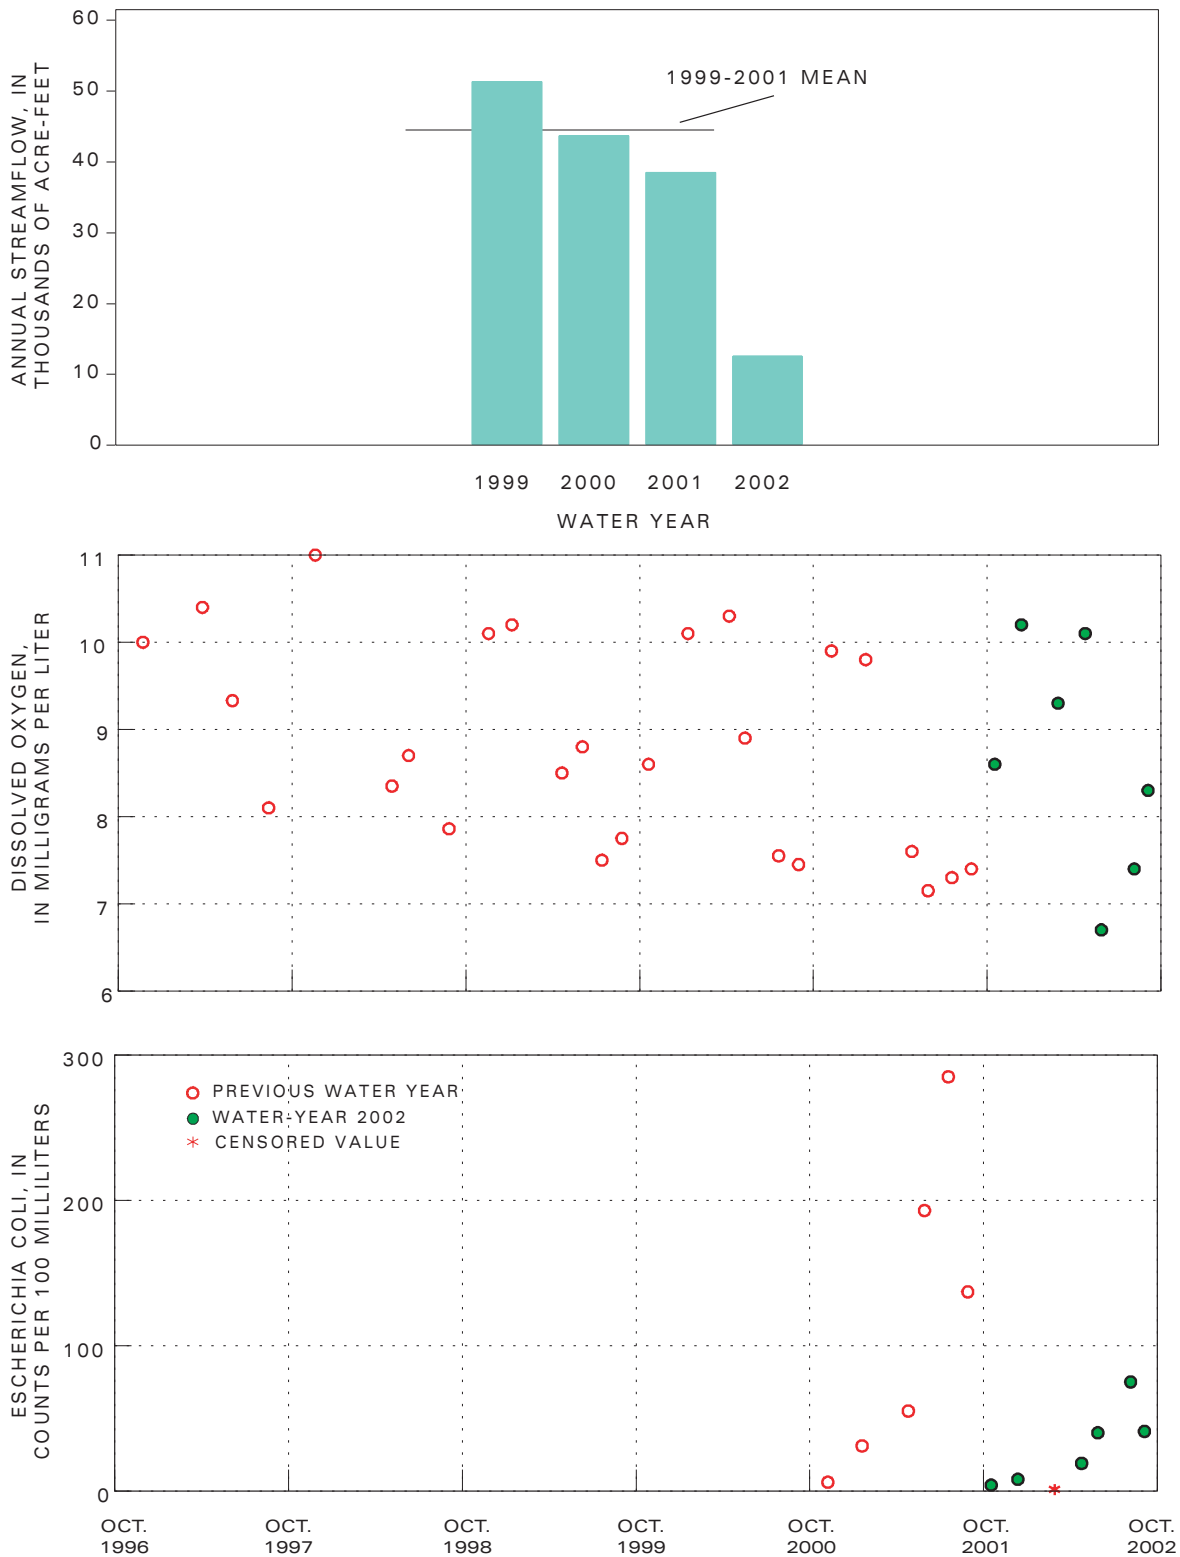 ANNUAL STREAMFLOW, IN
THOUSANDS OF ACRE-FEET
60
50
40
30
20
10
0
1999-2001 MEAN
1999 2000 2001 2002
WATER YEAR
DISSOLVED OXYGEN,
IN MILLIGRAMS PER LITER
11
10
9
8
7
6
ESCHERICHIA COLI, IN
COUNTS PER 100 MILLILITERS
300
200
100
0
PREVIOUS WATER YEAR
WATER-YEAR 2002
CENSORED VALUE
OCT. OCT. OCT. OCT. OCT. OCT. OCT.
1996 1997 1998 1999 2000 2001 2002